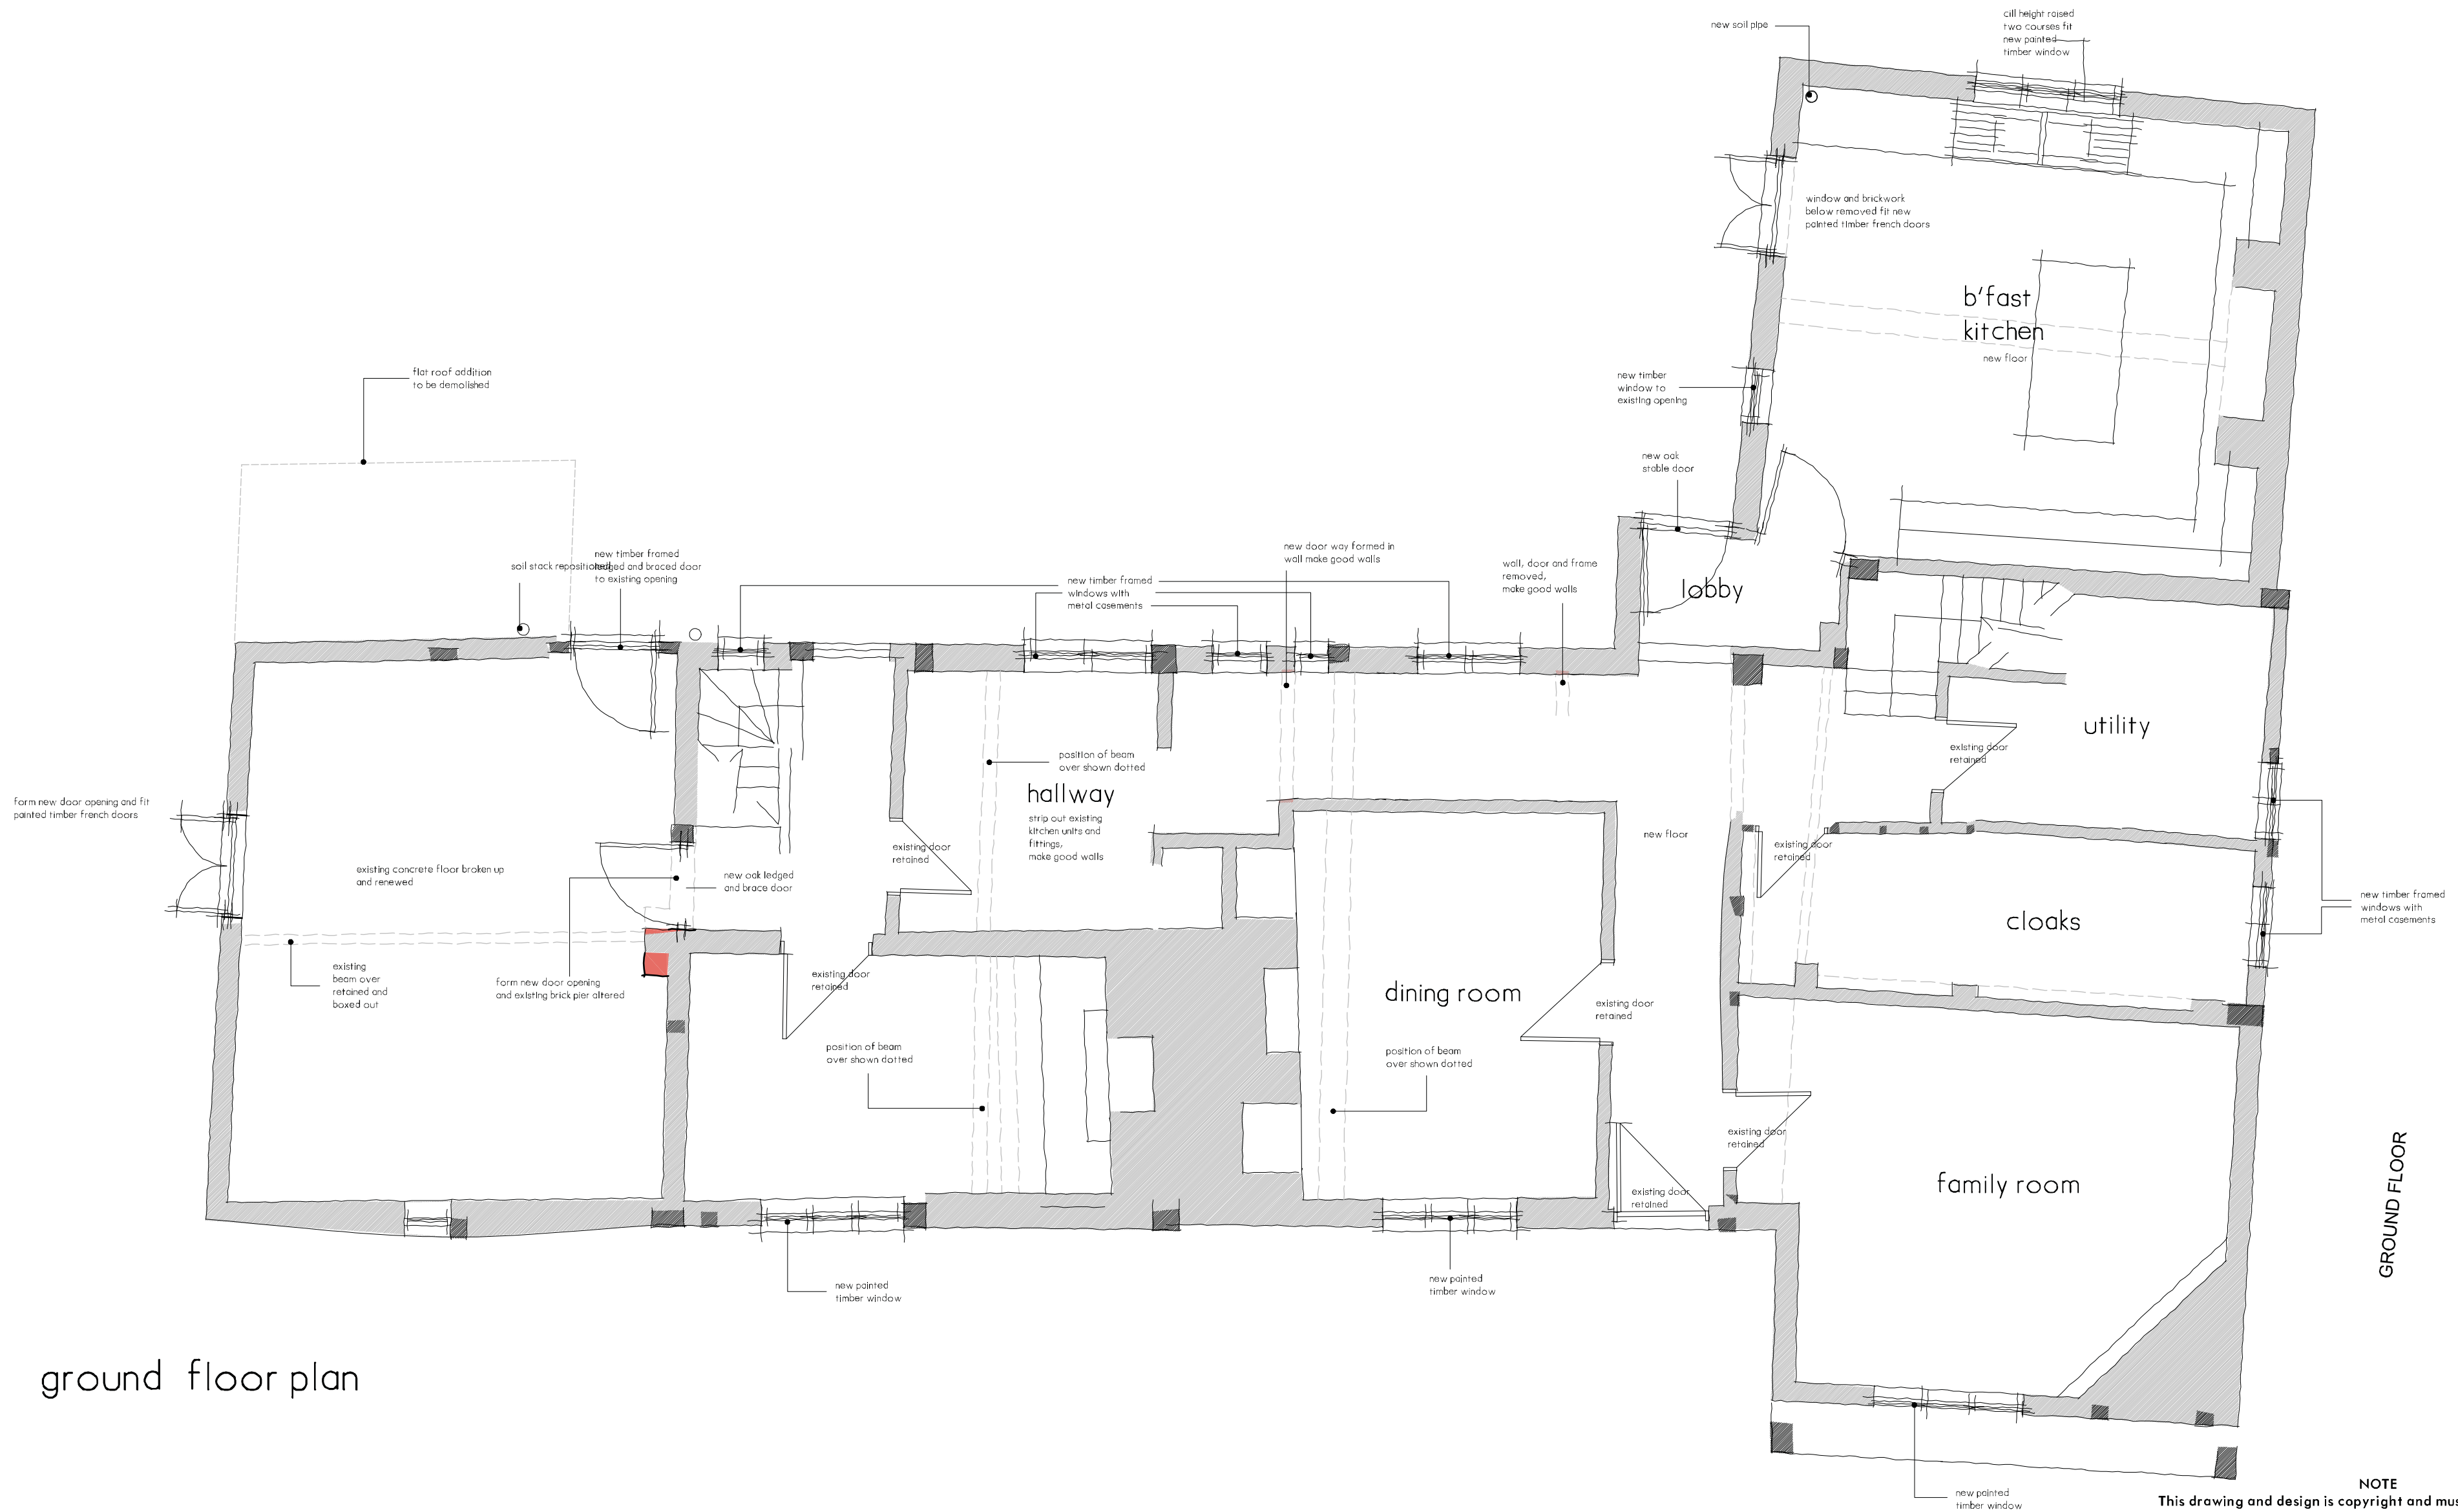 new soil pipe
cill height raised
two courses fit
new painted
timber window
window and brickwork
below removed fit new
painted timber french doors
b'fast
kitchen
new floor
flat roof addition
to be demolished
new timber
window to
existing opening
new oak
stable door
lobby
soil stack repositioned
new timber framed
ledged and braced door
to existing opening
new timber framed
windows with
metal casements
new door way formed in
wall make good walls
wall, door and frame
removed,
make good walls
utility
existing door
retained
position of beam
over shown dotted
hallway
strip out existing
kitchen units and
fittings,
make good walls
form new door opening and fit
painted timber french doors
existing concrete floor broken up
and renewed
new oak ledged
and brace door
existing door
retained
new floor
existing door
retained
cloaks
new timber framed
windows with
metal casements
existing
beam over
retained and
boxed out
form new door opening
and existing brick pier altered
existing door
retained
dining room
existing door
retained
position of beam
over shown dotted
position of beam
over shown dotted
existing door
retained
existing door
retained
family room
GROUND FLOOR
new painted
timber window
new painted
timber window
ground floor plan
new painted
timber window
NOTE
This drawing and design is copyright and mus